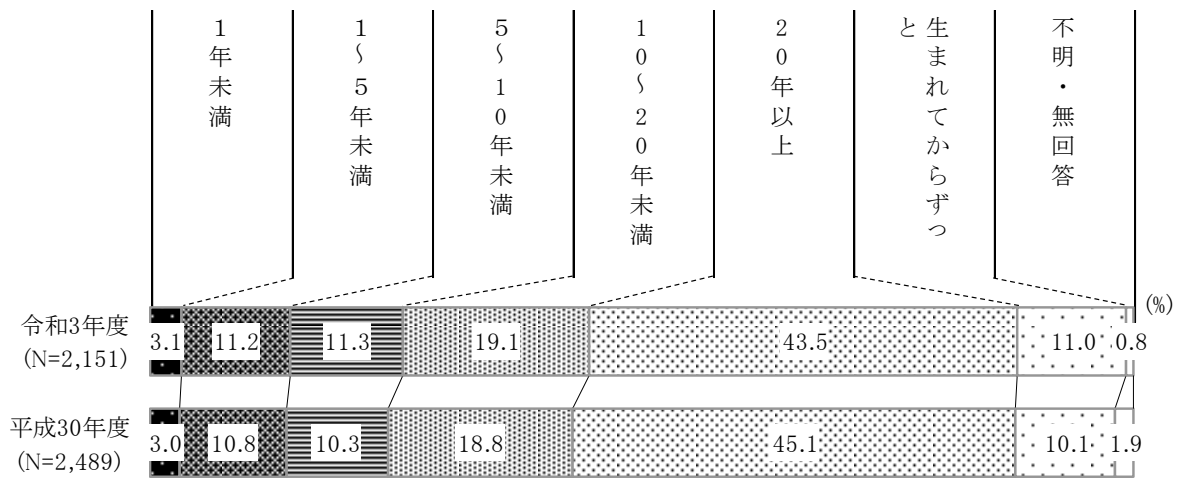 1年未満
1～5年未満
5～10年未満
10～20年未満
20年以上
生まれてからずっ
と
不明・無回答
(%)
令和3年度
(N=2,151)
3.1
11.2
11.3
19.1
43.5
11.0
0.8
平成30年度
(N=2,489)
3.0
10.8
10.3
18.8
45.1
10.1
1.9